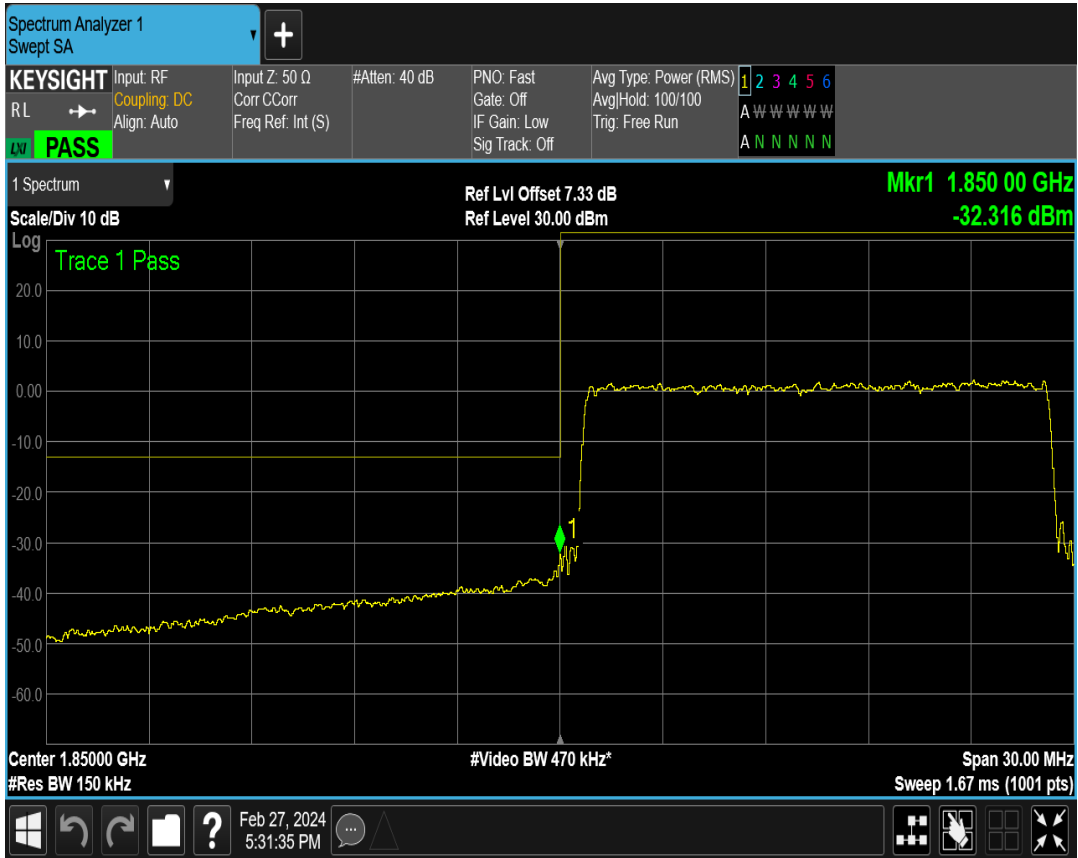 Spectrum Analyzer 1
Swept SA
+
KEYSIGHT
R L
LXI PASS
Input: RF
Coupling: DC
Align: Auto
Input Z: 50 Ω
Corr CCorr
Freq Ref: Int (S)
#Atten: 40 dB
PNO: Fast
Gate: Off
IF Gain: Low
Sig Track: Off
Avg Type: Power (RMS)
Avg|Hold: 100/100
Trig: Free Run
1 2 3 4 5 6
A W W W W W
A N N N N N
1 Spectrum
Scale/Div 10 dB
Ref Lvl Offset 7.33 dB
Ref Level 30.00 dBm
Mkr1 1.850 00 GHz
-32.316 dBm
Log
Trace 1 Pass
20.0
10.0
0.00
-10.0
-20.0
1
-30.0
-40.0
-50.0
-60.0
Center 1.85000 GHz
#Video BW 470 kHz*
Span 30.00 MHz
#Res BW 150 kHz
Sweep 1.67 ms (1001 pts)
?
Feb 27, 2024
5:31:35 PM